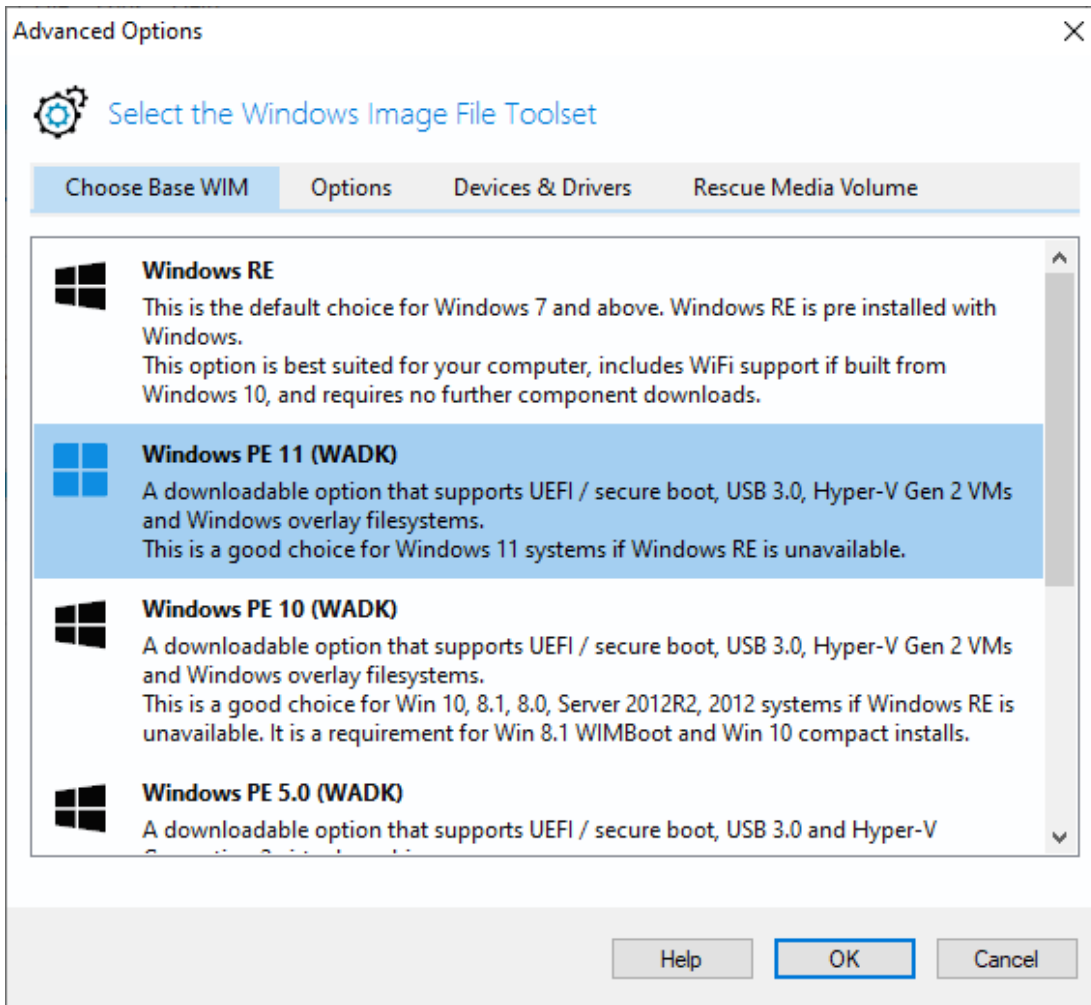 Advanced Options
Select the Windows Image File Toolset
Choose Base WIM Options Devices & Drivers Rescue Media Volume
Windows RE
This is the default choice for Windows 7 and above. Windows RE is pre installed with
Windows.
This option is best suited for your computer, includes WiFi support if built from
Windows 10, and requires no further component downloads.
Windows PE 11 (WADK)
A downloadable option that supports UEFI / secure boot, USB 3.0, Hyper-V Gen 2 VMs
and Windows overlay filesystems.
This is a good choice for Windows 11 systems if Windows RE is unavailable.
Windows PE 10 (WADK)
A downloadable option that supports UEFI / secure boot, USB 3.0, Hyper-V Gen 2 VMs
and Windows overlay filesystems.
This is a good choice for Win 10, 8.1, 8.0, Server 2012R2, 2012 systems if Windows RE is
unavailable. It is a requirement for Win 8.1 WIMBoot and Win 10 compact installs.
Windows PE 5.0 (WADK)
A downloadable option that supports UEFI / secure boot, USB 3.0 and Hyper-V
Help OK Cancel